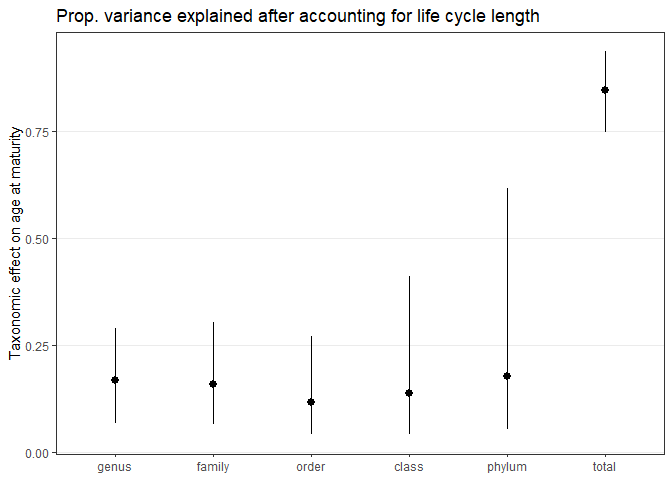 Prop. variance explained after accounting for life cycle length
Taxonomic effect on age at maturity
0.75
0.50
0.25
0.00
genus family order class phylum total